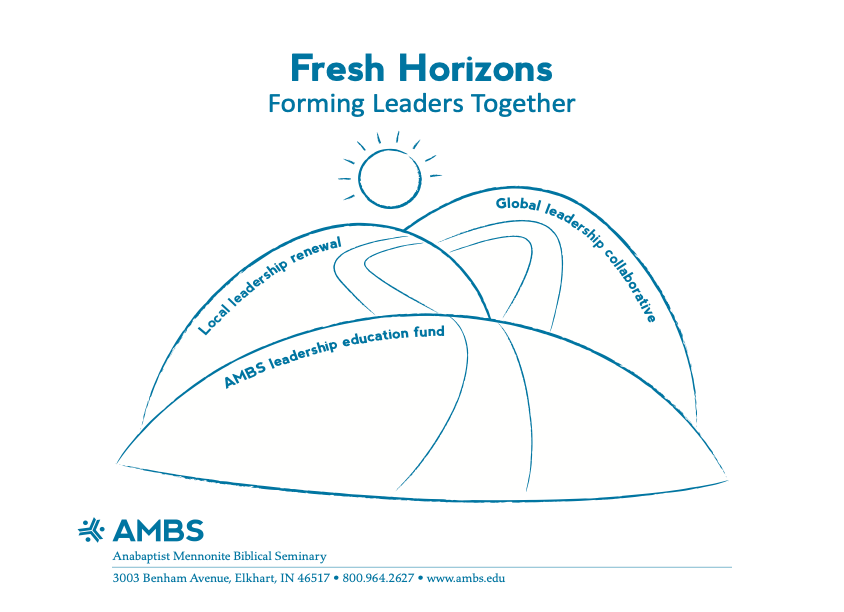 Fresh Horizons
Forming Leaders Together
Global leadership collaborative
Local leadership renewal
AMBS leadership education fund
AMBS
Anabaptist Mennonite Biblical Seminary
3003 Benham Avenue, Elkhart, IN 46517 • 800.964.2627 • www.ambs.edu